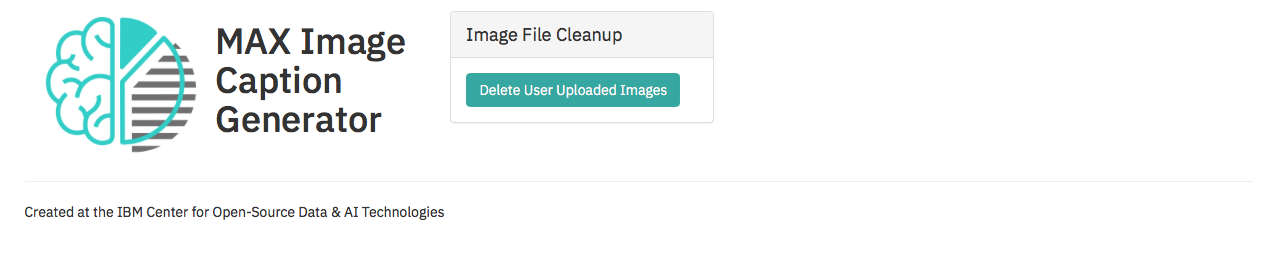 MAX Image
Caption
Generator
Image File Cleanup
Delete User Uploaded Images
Created at the IBM Center for Open-Source Data & AI Technologies